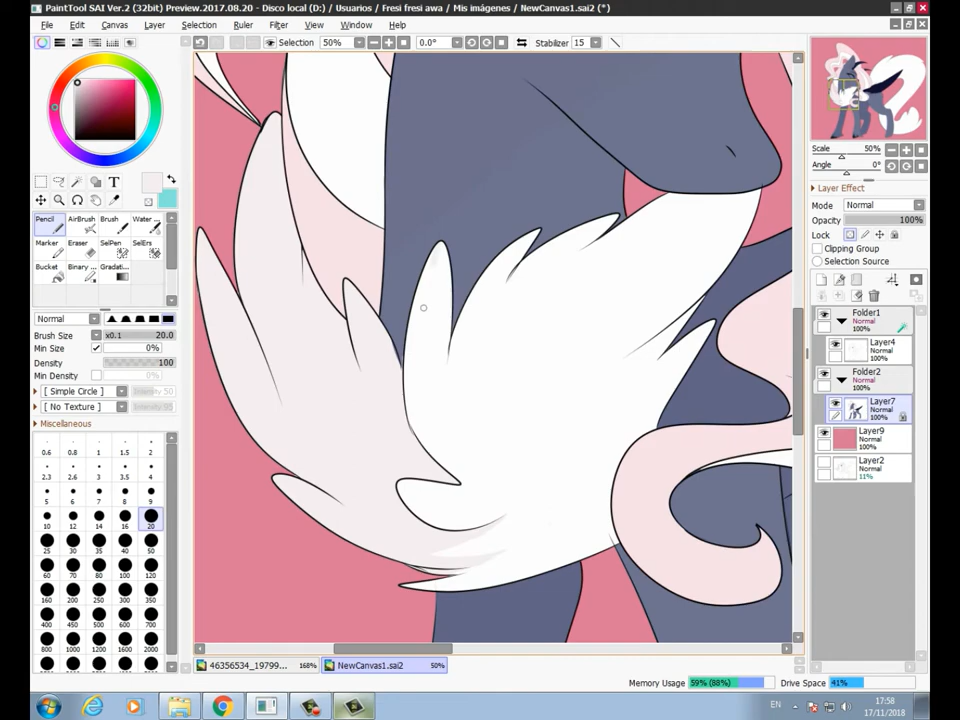 PaintTool SAI Ver.2 (32bit) Preview.2017.08.20 - Disco local (D:) / Usuarios / Fresi fresi awa / Mis imágenes / NewCanvas1.sai2 (*)
File Edit Canvas Layer Selection Ruler Filter View Window Help
Selection 50% 0.0° Stabilizer 15
Scale 50%
Angle 0°
Layer Effect
Mode Normal
Opacity 100%
Lock
Clipping Group
Selection Source
T
Pencil AirBrush Brush Water ...
Marker Eraser SelPen SelErs
Bucket Binary ... Gradati...
Normal
Brush Size x0.1 20.0
Min Size 0%
Density 100
Min Density 0%
[ Simple Circle ] Intensity 50
[ No Texture ] Intensity 95
Miscellaneous
0.6 0.8 1 1.5 2
2.3 2.6 3 3.5 4
5 6 7 8 9
10 12 14 16 20
25 30 35 40 50
60 70 80 100 120
160 200 250 300 350
400 450 500 600 700
800
Folder1
Normal
100%
Layer4
Normal
100%
Folder2
Normal
100%
Layer7
Normal
100%
Layer9
Normal
100%
Layer2
Normal
11%
46356534_19799... 168% NewCanvas1.sai2 50%
Memory Usage 59% (88%) Drive Space 41%
EN 17:58
17/11/2018